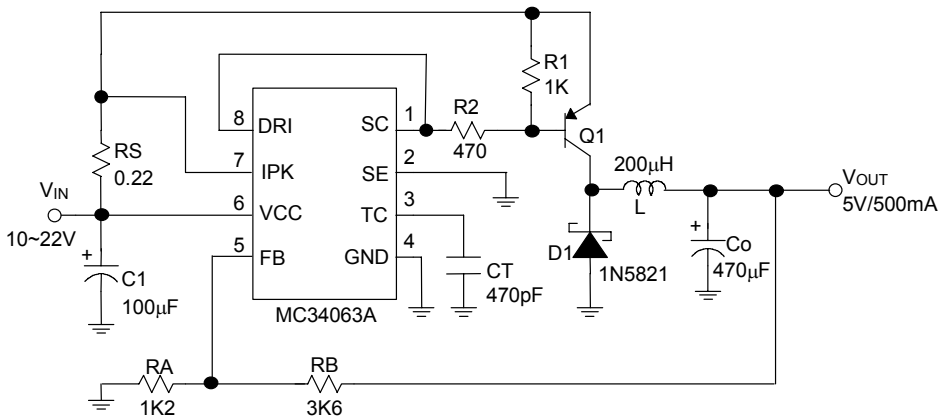 R1
1K
8
DRI
SC
1
R2
470
Q1
RS
0.22
7
IPK
SE
2
200µH
L
VIN
10~22V
6
VCC
TC
3
VOUT
5V/500mA
+
C1
100µF
5
FB
GND
4
CT
470pF
D1
1N5821
+
Co
470µF
MC34063A
RA
1K2
RB
3K6